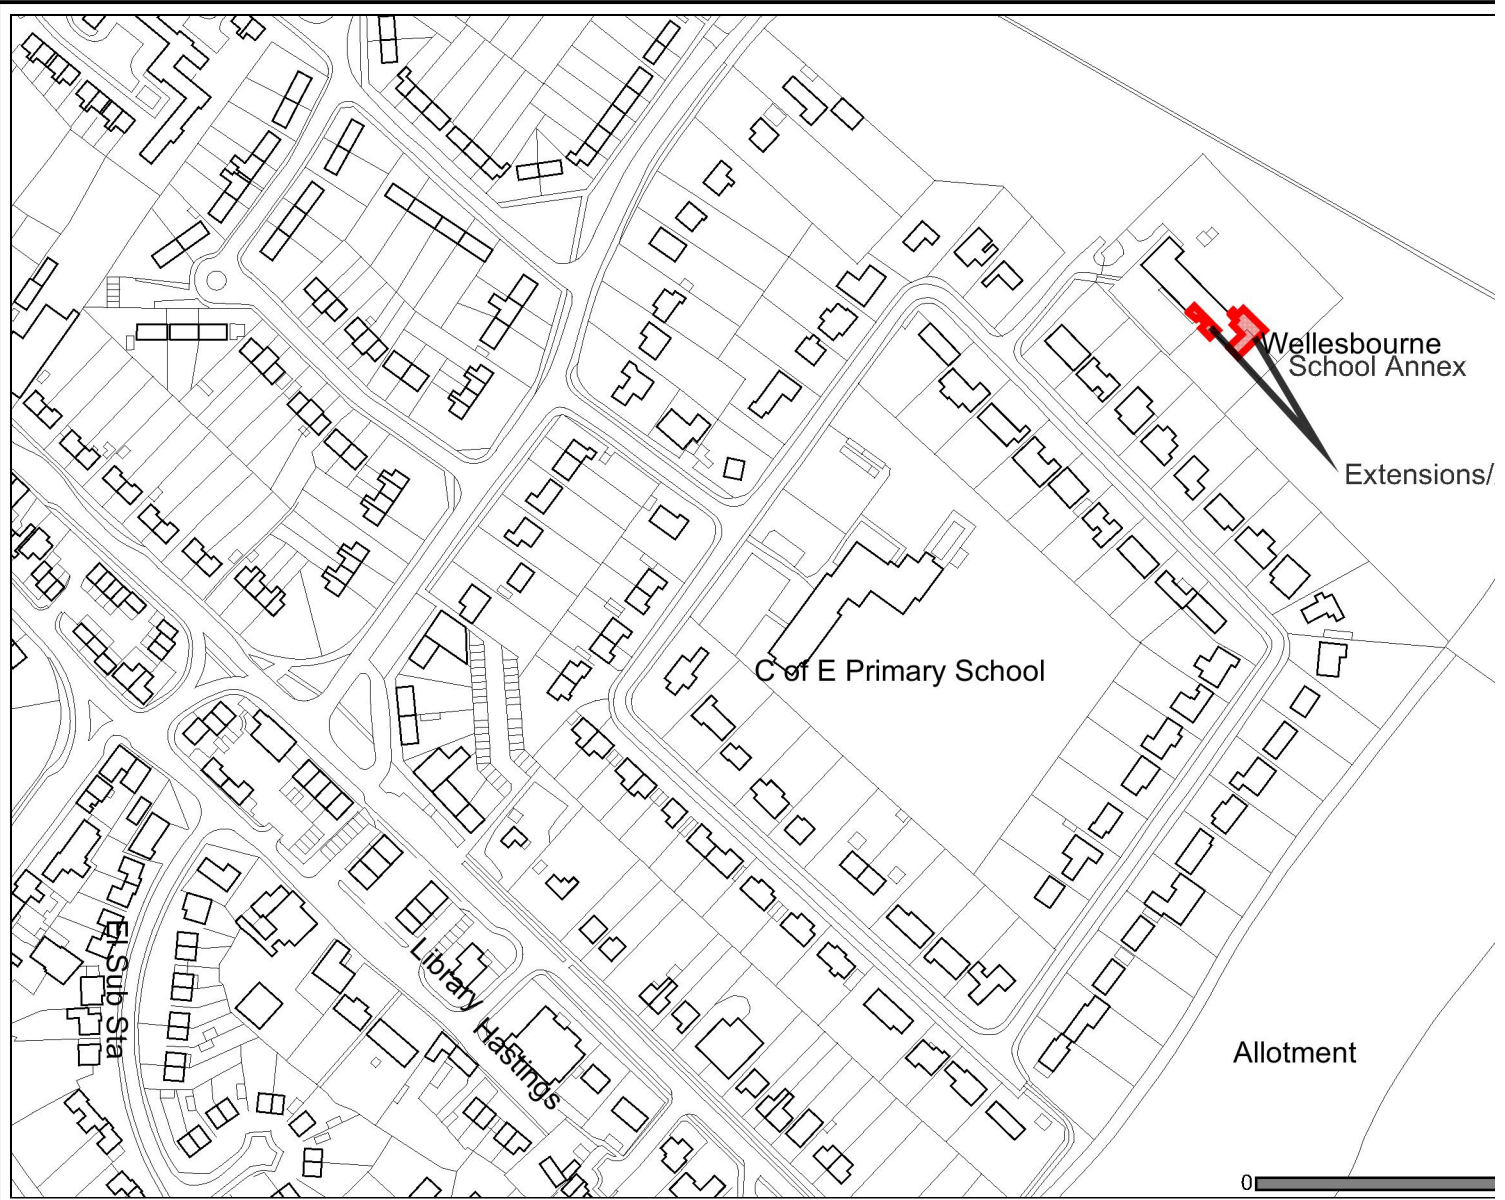 Wellesbourne
School Annex
Extensions/
C of E Primary School
El Sub Sta
Library
Hastings
Allotment
0